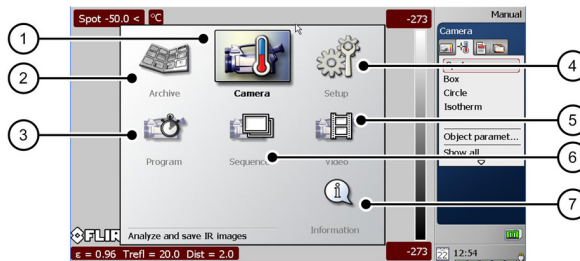 Spot -50.0 < °C
-273
Manual
1
2
3
4
5
6
7
Archive
Camera
Setup
Program
Sequence
Video
Information
Analyze and save IR images
Camera
Box
Circle
Isotherm
Object paramet...
Show all
FLIR
ε = 0.96 Trefl = 20.0 Dist = 2.0
-273
22
12:54